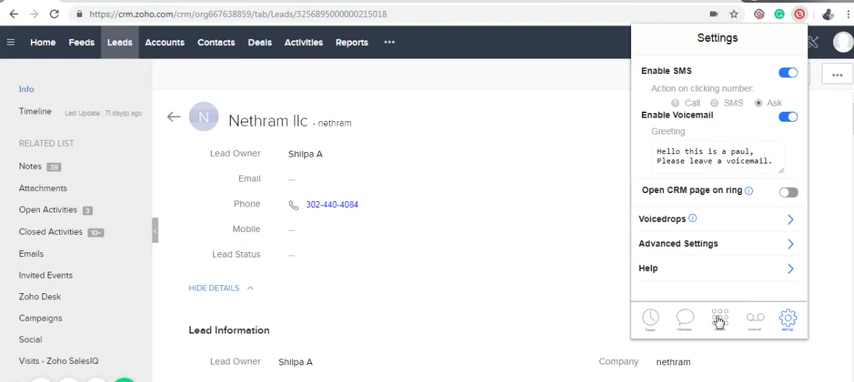 https://crm.zoho.com/crm/org667638859/tab/Leads/3256895000000215018
Home Feeds Leads Accounts Contacts Deals Activities Reports •••
Info
Timeline Last Update : 71 day(s) ago
RELATED LIST
Notes 38
Attachments
Open Activities 3
Closed Activities 10+
Emails
Invited Events
Zoho Desk
Campaigns
Social
Visits - Zoho SalesIQ
N Nethram llc - nethram
Lead Owner Shilpa A
Email —
Phone 302-440-4084
Mobile —
Lead Status —
HIDE DETAILS
Lead Information
Lead Owner Shilpa A
Company nethram
Settings
Enable SMS
Action on clicking number:
Call SMS Ask
Enable Voicemail
Greeting
Hello this is a paul,
Please leave a voicemail.
Open CRM page on ring
Voicedrops
Advanced Settings
Help
Settings